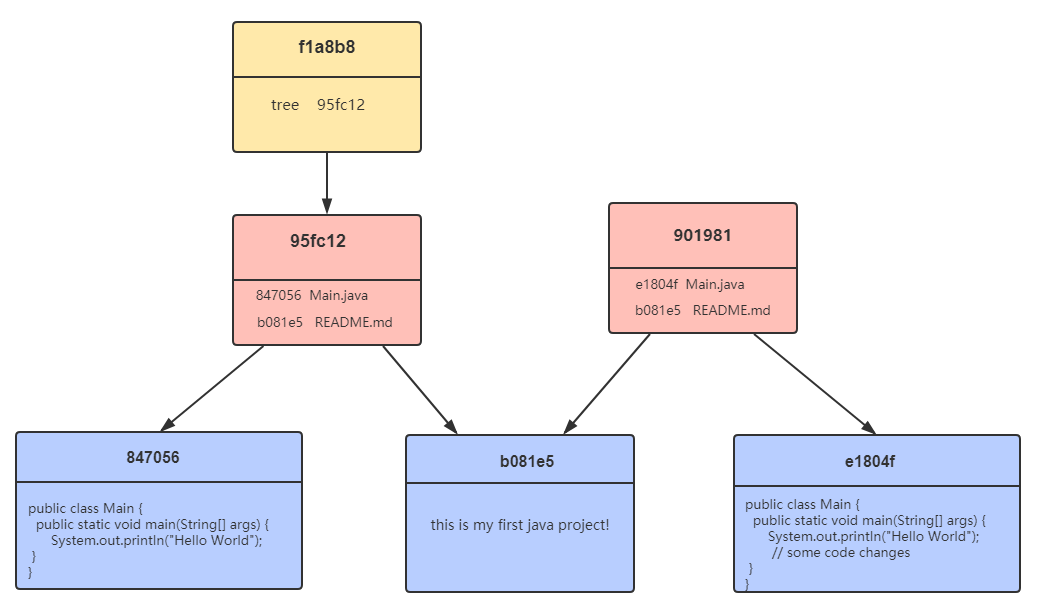 f1a8b8
tree 95fc12
95fc12
847056 Main.java
b081e5 README.md
901981
e1804f Main.java
b081e5 README.md
847056
public class Main {
public static void main(String[] args) {
System.out.println("Hello World");
}
}
b081e5
this is my first java project!
e1804f
public class Main {
public static void main(String[] args) {
System.out.println("Hello World");
// some code changes
}
}